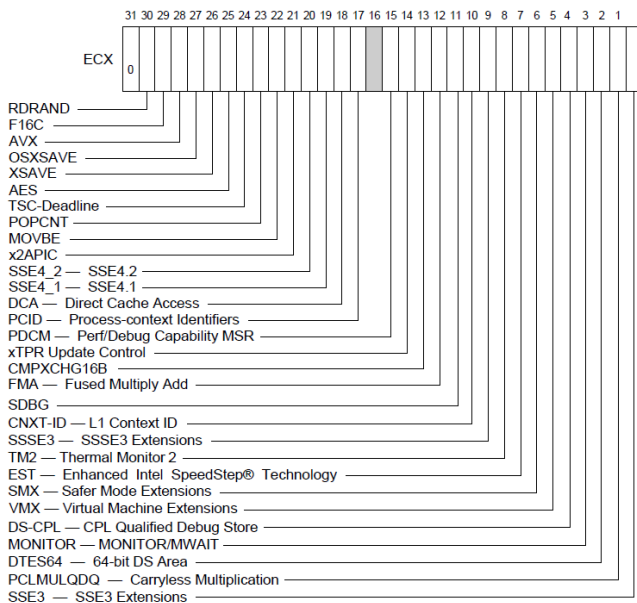 31 30 29 28 27 26 25 24 23 22 21 20 19 18 17 16 15 14 13 12 11 10 9 8 7 6 5 4 3 2 1
ECX
0
RDRAND
F16C
AVX
OSXSAVE
XSAVE
AES
TSC-Deadline
POPCNT
MOVBE
x2APIC
SSE4_2 — SSE4.2
SSE4_1 — SSE4.1
DCA — Direct Cache Access
PCID — Process-context Identifiers
PDCM — Perf/Debug Capability MSR
xTPR Update Control
CMPXCHG16B
FMA — Fused Multiply Add
SDBG
CNXT-ID — L1 Context ID
SSSE3 — SSSE3 Extensions
TM2 — Thermal Monitor 2
EST — Enhanced Intel SpeedStep® Technology
SMX — Safer Mode Extensions
VMX — Virtual Machine Extensions
DS-CPL — CPL Qualified Debug Store
MONITOR — MONITOR/MWAIT
DTES64 — 64-bit DS Area
PCLMULQDQ — Carryless Multiplication
SSE3 — SSE3 Extensions